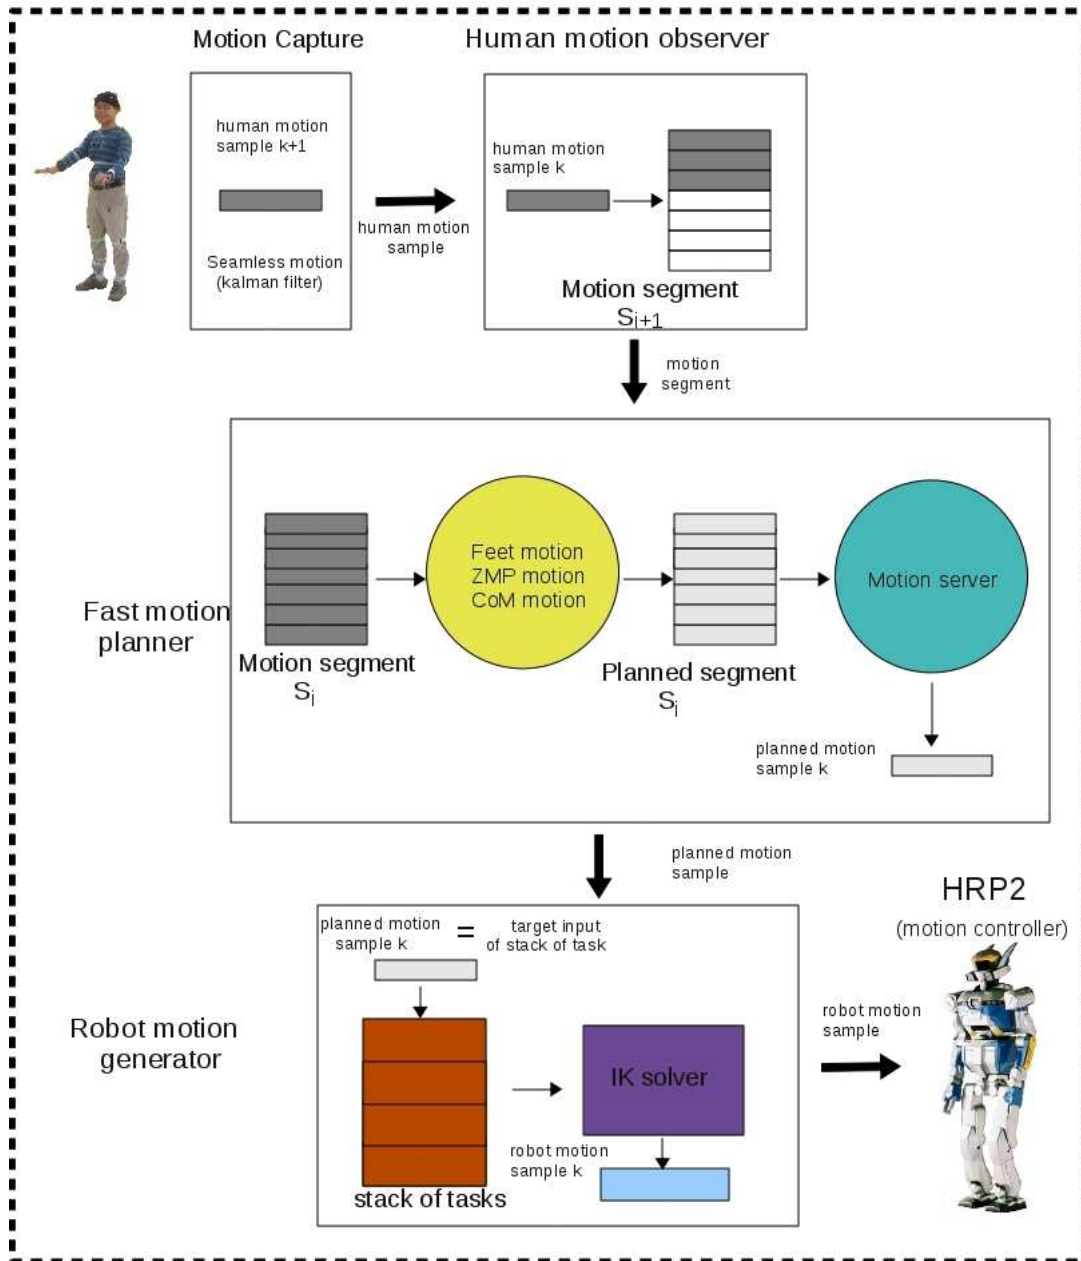 Motion Capture
Human motion observer
human motion
sample k+1
Seamless motion
(kalman filter)
human motion
sample
human motion
sample k
Motion segment
Si+1
motion
segment
Fast motion
planner
Motion segment
Si
Feet motion
ZMP motion
CoM motion
Planned segment
Si
Motion server
planned motion
sample k
planned motion
sample
Robot motion
generator
planned motion
sample k
=
target input
of stack of task
stack of tasks
IK solver
robot motion
sample k
robot motion
sample
HRP2
(motion controller)